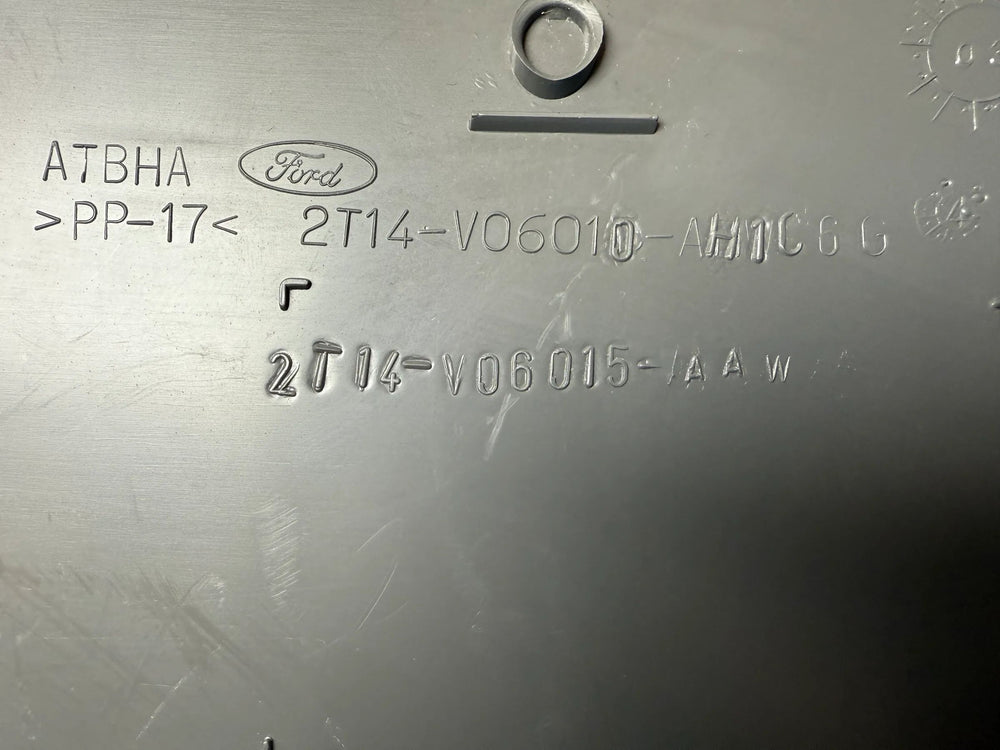 ATBHA Ford
>PP-17< 2T14-V06010-AH1C6G
2T14-V06015-AAW